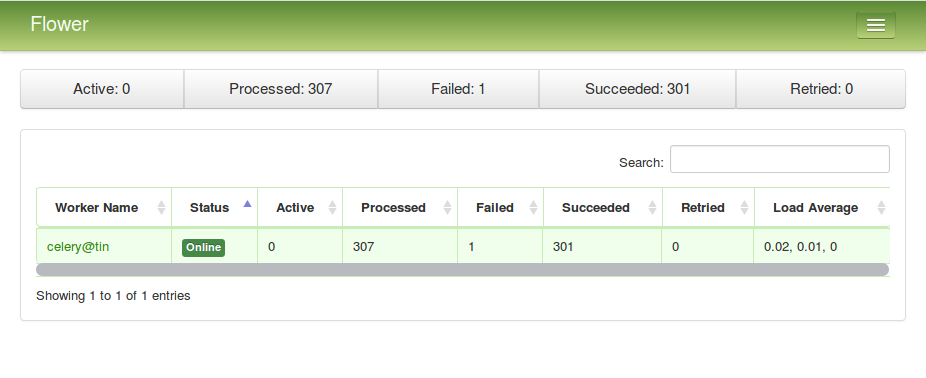 Flower
Active: 0 Processed: 307 Failed: 1 Succeeded: 301 Retried: 0
Search:
Worker Name Status Active Processed Failed Succeeded Retried Load Average
celery@tin Online 0 307 1 301 0 0.02, 0.01, 0
Showing 1 to 1 of 1 entries